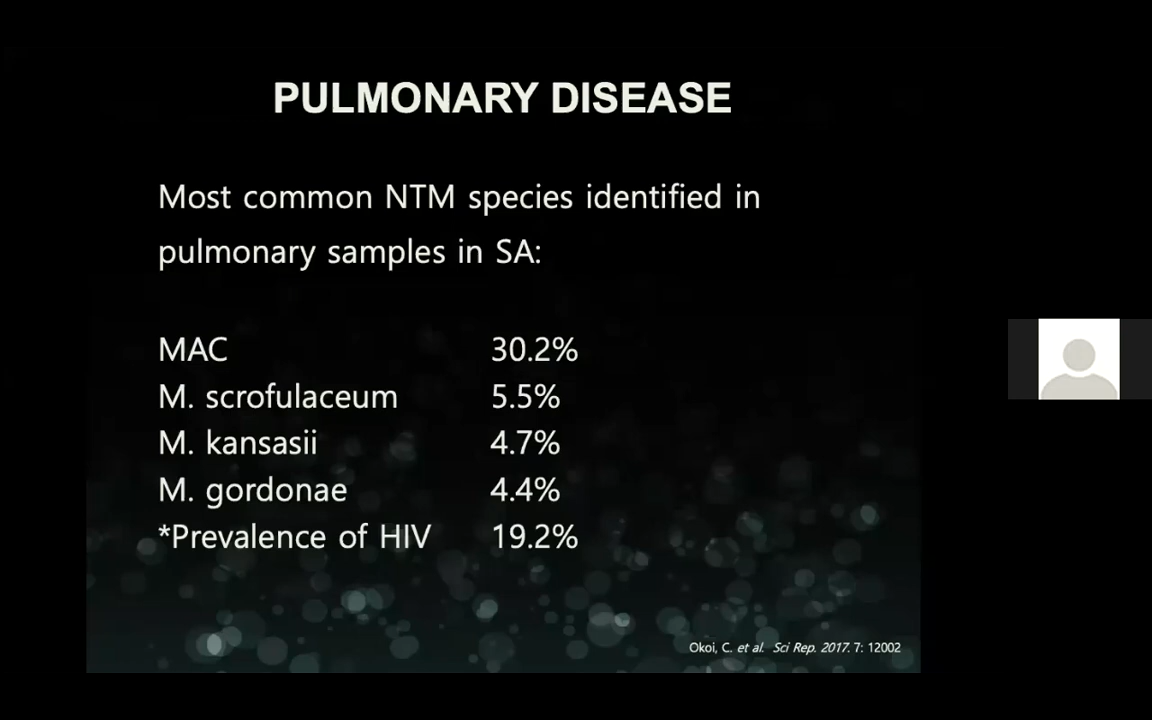 PULMONARY DISEASE
Most common NTM species identified in
pulmonary samples in SA:
MAC 30.2%
M. scrofulaceum 5.5%
M. kansasii 4.7%
M. gordonae 4.4%
*Prevalence of HIV 19.2%
Okoi, C. et al. Sci Rep. 2017. 7: 12002